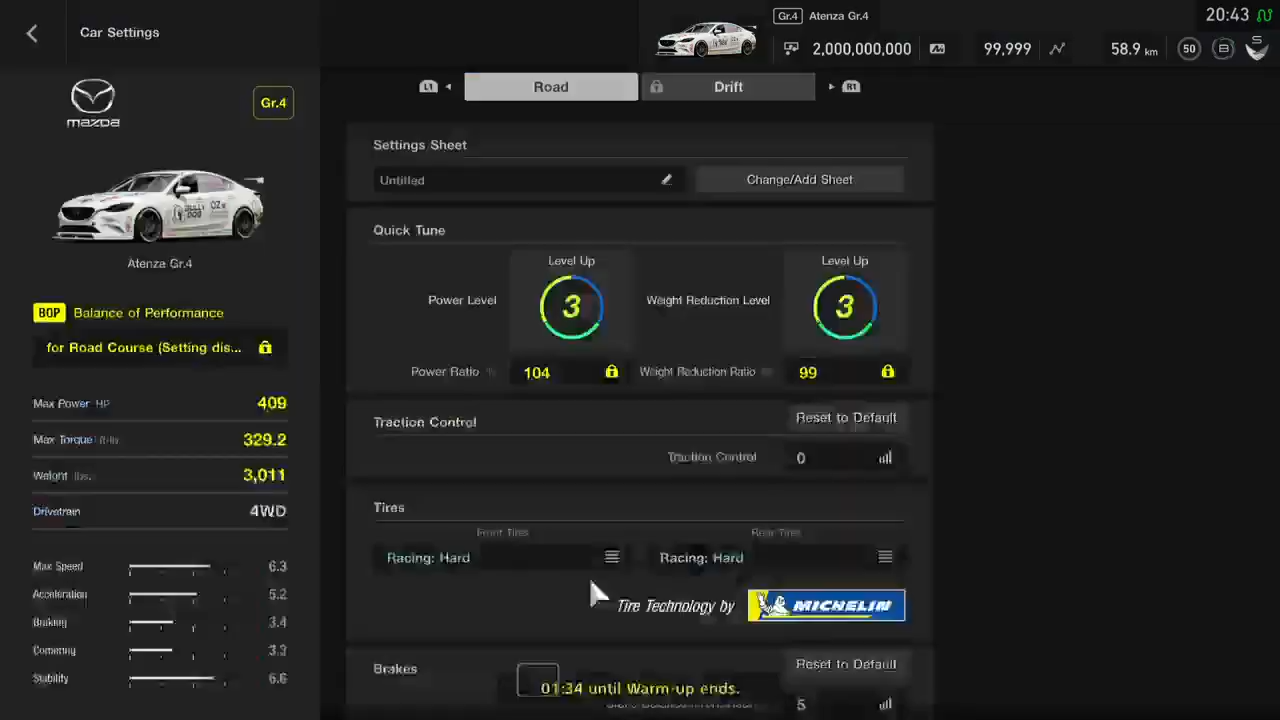 Car Settings
Gr.4 Atenza Gr.4
20:43
2,000,000,000
99,999
58.9 km
50
B
S
mazda
Gr.4
L1
Road
Drift
R1
Settings Sheet
Untitled
Change/Add Sheet
Quick Tune
Level Up
Level Up
Power Level
3
Weight Reduction Level
3
Power Ratio
104
Weight Reduction Ratio
99
Traction Control
Reset to Default
Traction Control
0
Tires
Front Tires
Rear Tires
Racing: Hard
Racing: Hard
Tire Technology by
MICHELIN
Brakes
Reset to Default
01:34 until Warm-up ends.
5
Atenza Gr.4
BOP Balance of Performance
for Road Course (Setting dis...
Max Power HP 409
Max Torque 329.2
Weight lbs. 3,011
Drivetrain 4WD
Max Speed 6.3
Acceleration 5.2
Braking 3.4
Cornering 3.3
Stability 6.6